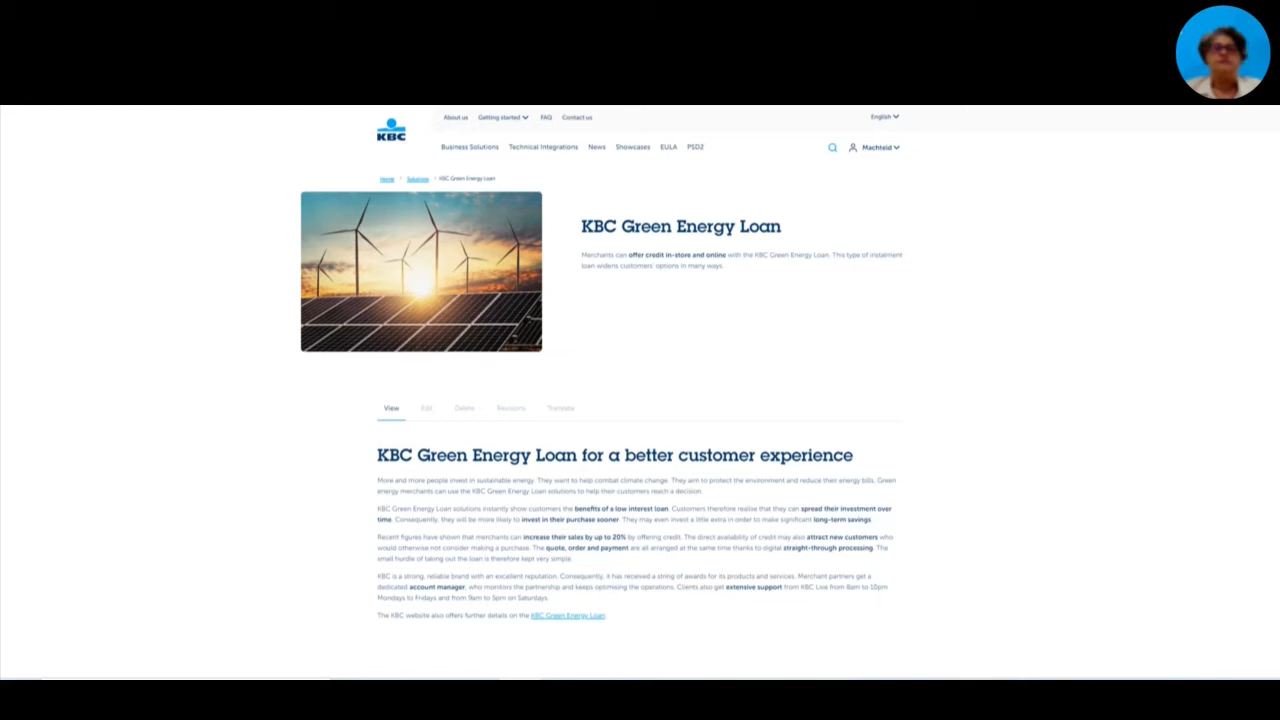 About us Getting started FAQ Contact us English
KBC
Business Solutions Technical Integrations News Showcases EULA PSD2 Machteld
Home > Solutions > KBC Green Energy Loan
KBC Green Energy Loan
Merchants can offer credit in-store and online with the KBC Green Energy Loan. This type of instalment
loan widens customers' options in many ways.
View Edit Delete Revisions Translate
KBC Green Energy Loan for a better customer experience
More and more people invest in sustainable energy. They want to help combat climate change. They aim to protect the environment and reduce their energy bills. Green
energy merchants can use the KBC Green Energy Loan solutions to help their customers reach a decision.
KBC Green Energy Loan solutions instantly show customers the benefits of a low interest loan. Customers therefore realise that they can spread their investment over
time. Consequently, they will be more likely to invest in their purchase sooner. They may even invest a little extra in order to make significant long-term savings
Recent figures have shown that merchants can increase their sales by up to 20% by offering credit. The direct availability of credit may also attract new customers who
would otherwise not consider making a purchase. The quote, order and payment are all arranged at the same time thanks to digital straight-through processing. The
small hurdle of taking out the loan is therefore kept very simple.
KBC is a strong, reliable brand with an excellent reputation. Consequently, it has received a string of awards for its products and services. Merchant partners get a
dedicated account manager, who monitors the partnership and keeps optimising the operations. Clients also get extensive support from KBC Live from 8am to 10pm
Mondays to Fridays and from 9am to 5pm on Saturdays.
The KBC website also offers further details on the KBC Green Energy Loan.